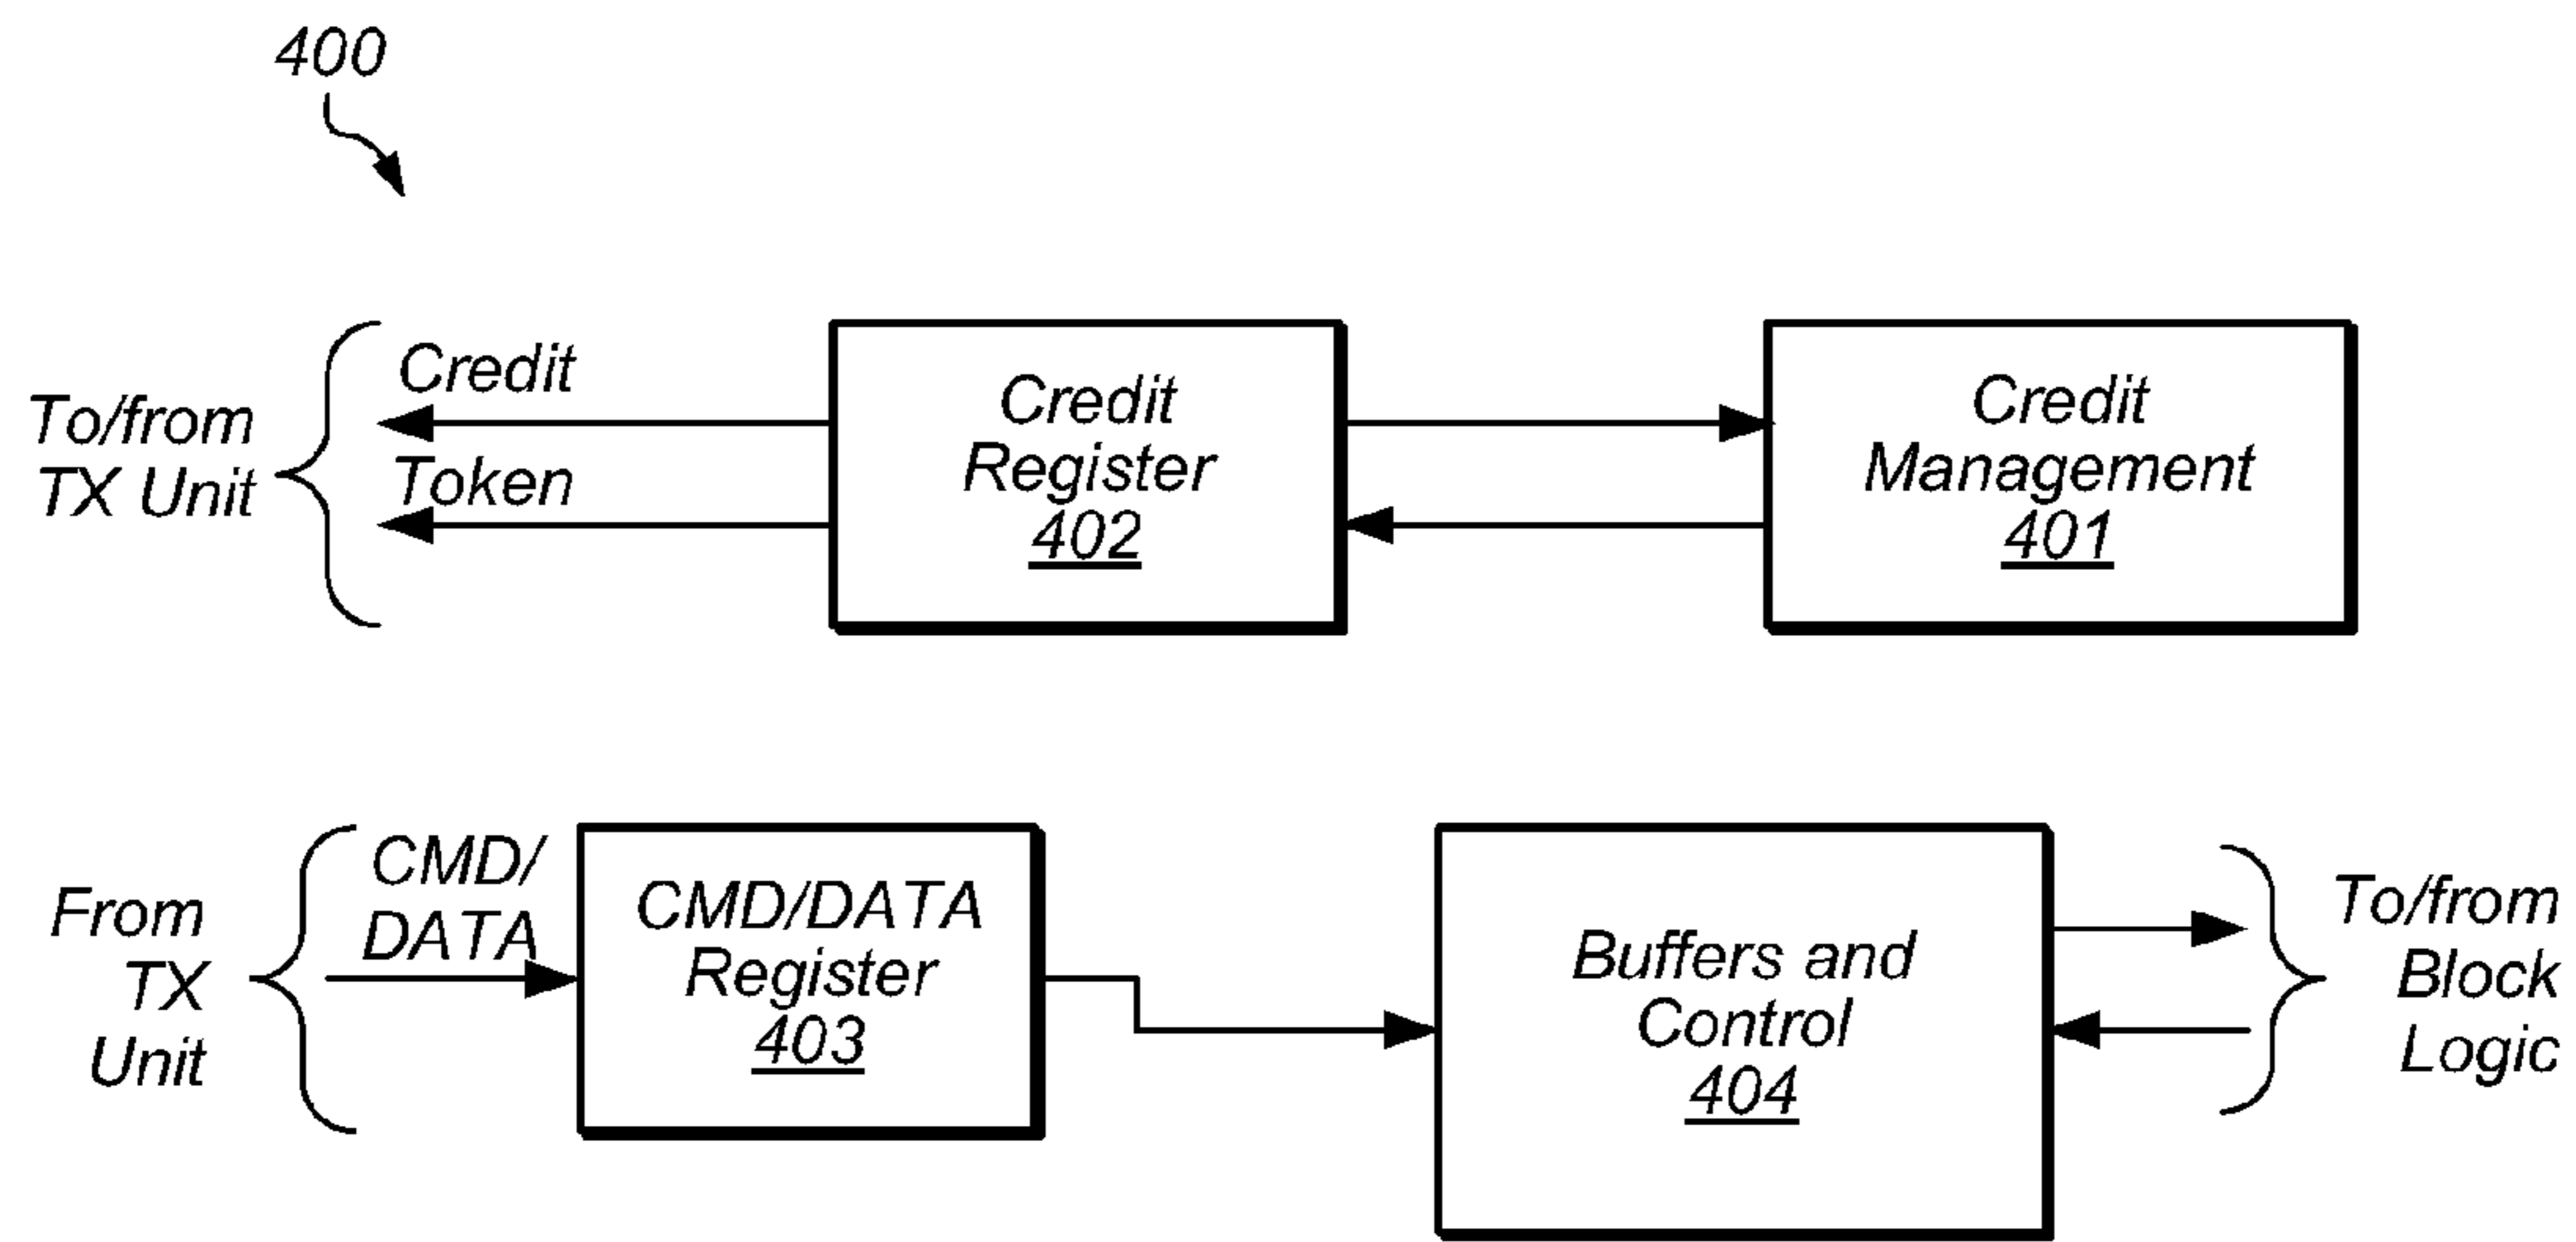 400
To/from
TX Unit
Credit
Token
Credit
Register
402
Credit
Management
401
From
TX
Unit
CMD/
DATA
CMD/DATA
Register
403
Buffers and
Control
404
To/from
Block
Logic